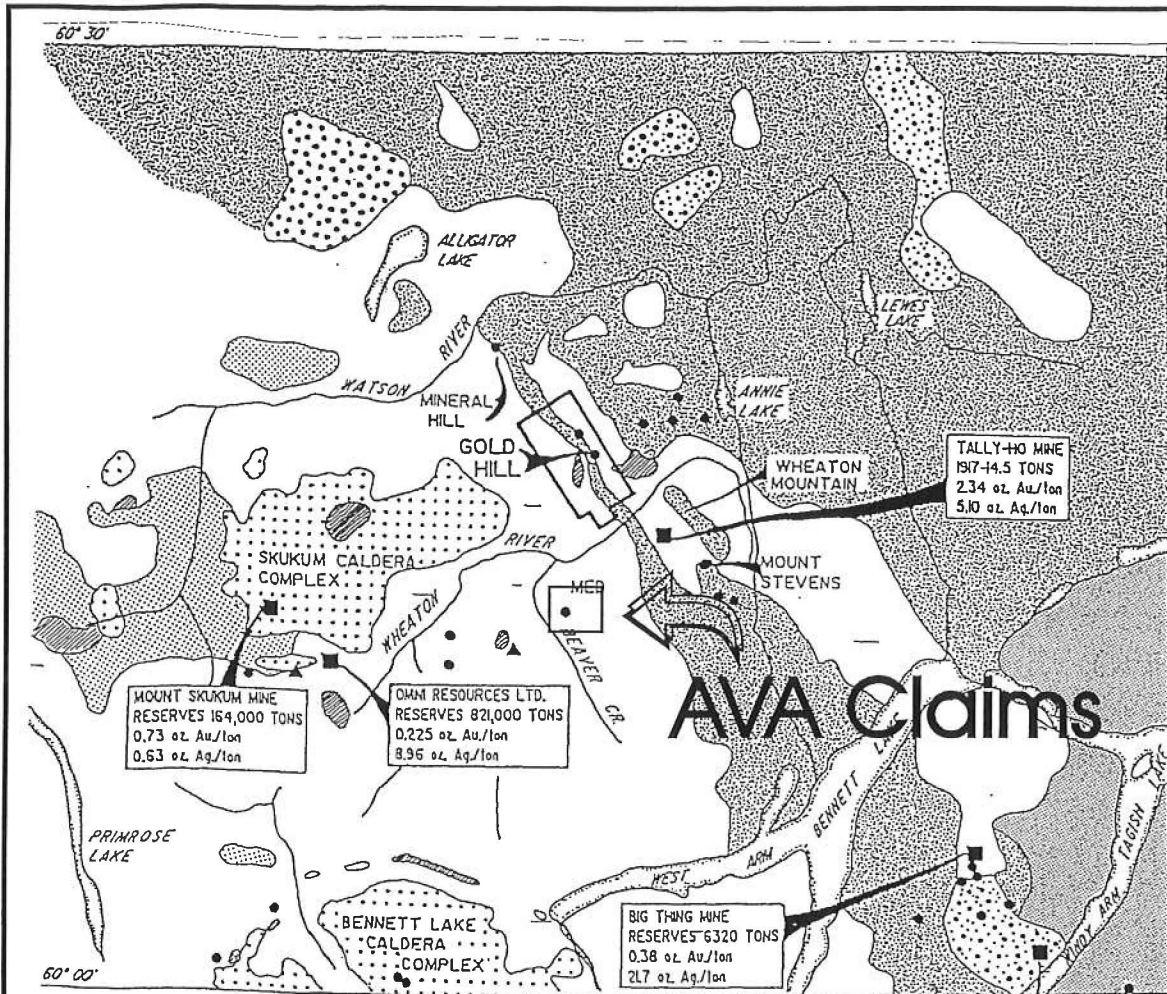 60° 30'
ALLIGATOR
LAKE
LEWES
LAKE
RIVER
WATSON
MINERAL
HILL
ANNIE
LAKE
GOLD
HILL
WHEATON
MOUNTAIN
TALLY-HO MINE
1917-14.5 TONS
2.34 oz Au/ton
5.10 oz Ag/ton
SKUKUM CALDERA
COMPLEX
RIVER
WHEATON
MOUNT
STEVENS
BEAVER
CR.
MOUNT SKUKUM MINE
RESERVES 164,000 TONS
0.73 oz Au/ton
0.63 oz Ag/ton
OMNI RESOURCES LTD.
RESERVES 821,000 TONS
0.225 oz Au/ton
8.96 oz Ag/ton
AVA Claims
PRIMROSE
LAKE
BENNETT LAKE
WEST ARM
TAGISH LAKE
WINDY ARM
BIG THING MINE
RESERVES-6320 TONS
0.38 oz Au/ton
21.7 oz Ag/ton
BENNETT LAKE
CALDERA
COMPLEX
60° 00'